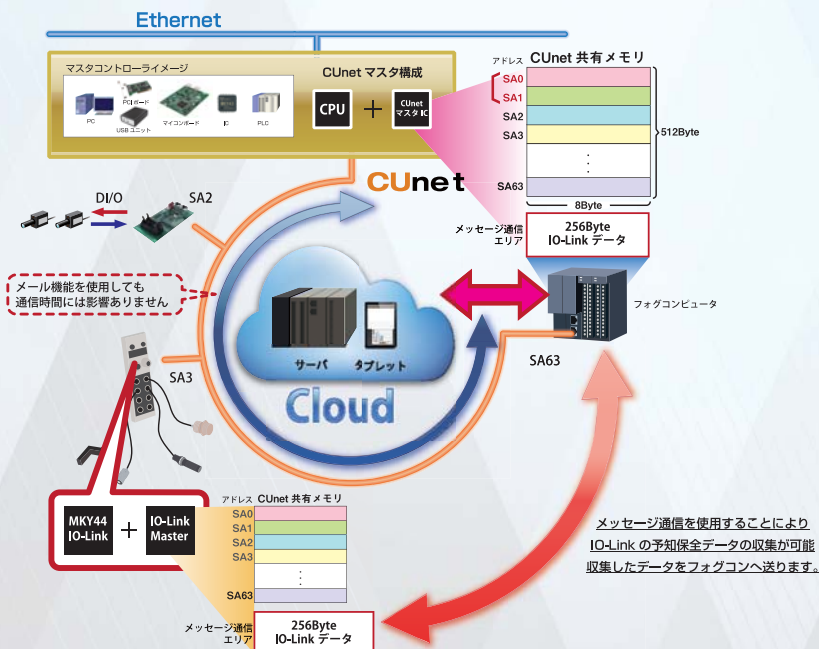 Ethernet
マスタコントローライメージ
PC
PCIボード
USB ユニット
マイコンボード
IC
PLC
CUnet マスタ構成
CPU
+
CUnet
マスタ IC
アドレス
CUnet 共有メモリ
SA0
SA1
SA2
SA3
SA63
512Byte
8Byte
メッセージ通信
エリア
256Byte
IO-Link データ
CUnet
DI/O
SA2
メール機能を使用しても
通信時間には影響ありません
サーバ
タブレット
Cloud
フォグコンピュータ
SA63
SA3
MKY44
IO-Link
+
IO-Link
Master
アドレス
CUnet 共有メモリ
SA0
SA1
SA2
SA3
SA63
メッセージ通信
エリア
256Byte
IO-Link データ
メッセージ通信を使用することにより
IO-Link の予知保全データの収集が可能
収集したデータをフォグコンへ送ります。